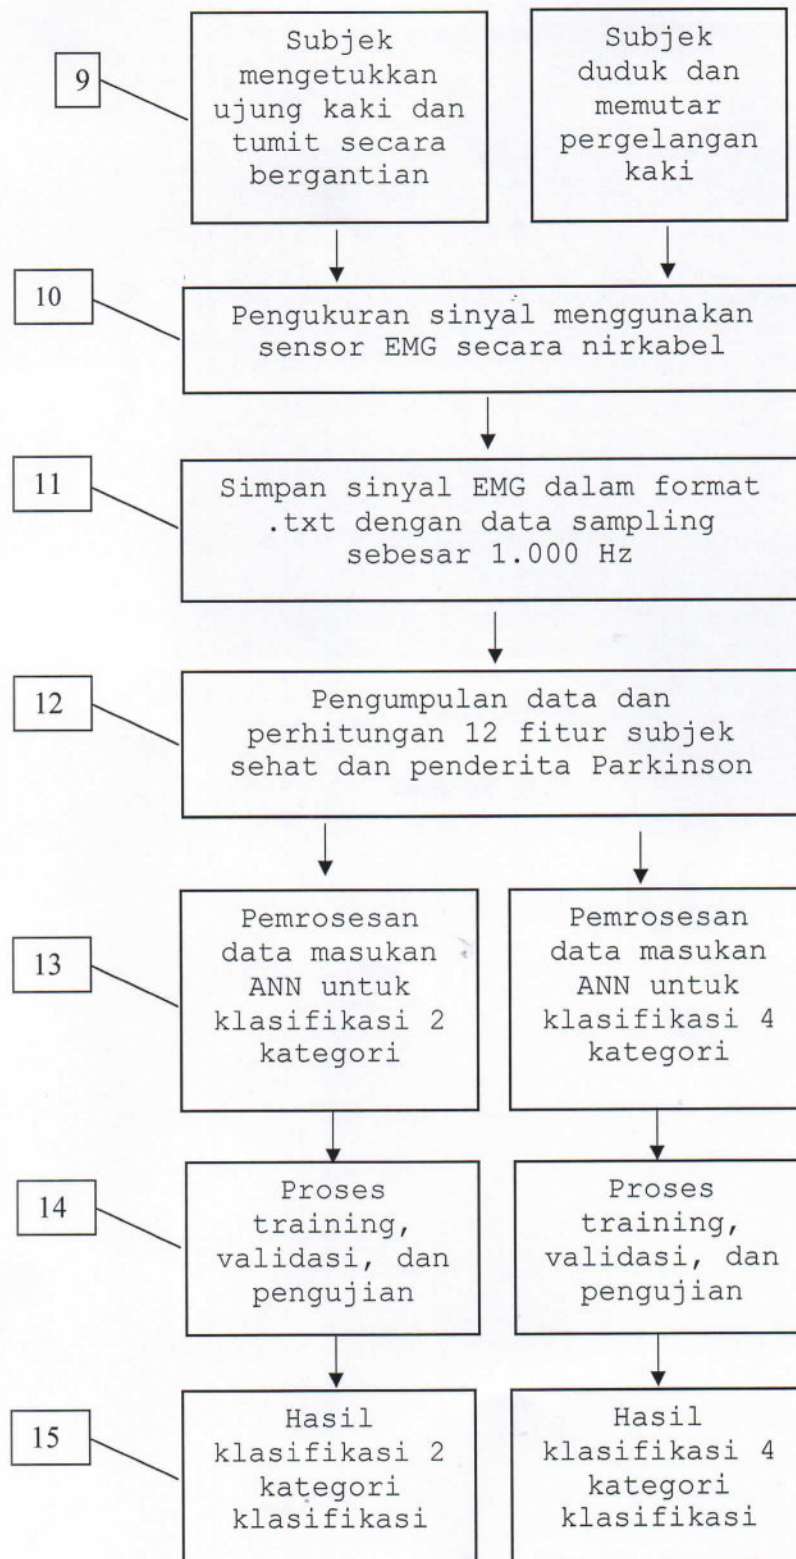 9
Subjek
mengetukkan
ujung kaki dan
tumit secara
bergantian
Subjek
duduk dan
memutar
pergelangan
kaki
10
Pengukuran sinyal menggunakan
sensor EMG secara nirkabel
11
Simpan sinyal EMG dalam format
.txt dengan data sampling
sebesar 1.000 Hz
12
Pengumpulan data dan
perhitungan 12 fitur subjek
sehat dan penderita Parkinson
13
Pemrosesan
data masukan
ANN untuk
klasifikasi 2
kategori
Pemrosesan
data masukan
ANN untuk
klasifikasi 4
kategori
14
Proses
training,
validasi, dan
pengujian
Proses
training,
validasi, dan
pengujian
15
Hasil
klasifikasi 2
kategori
klasifikasi
Hasil
klasifikasi 4
kategori
klasifikasi